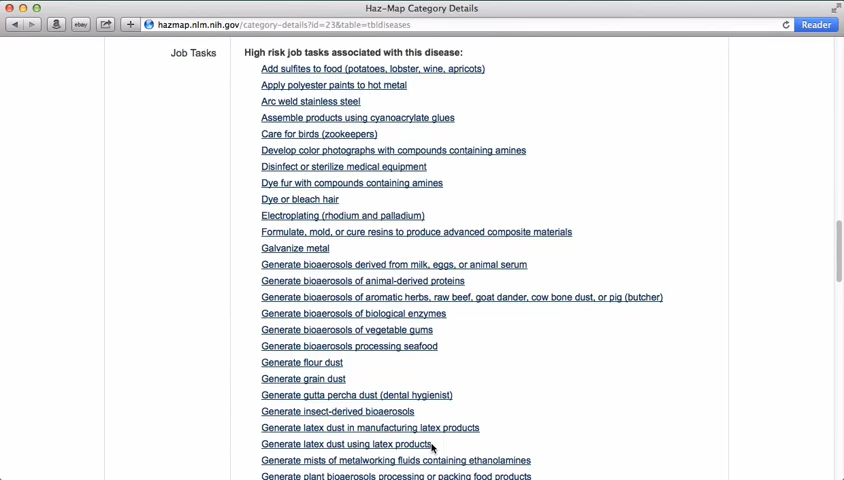 Haz-Map Category Details
ebay
hazmap.nlm.nih.gov/category-details?id=23&table=tbldiseases
Reader
Job Tasks
High risk job tasks associated with this disease:
Add sulfites to food (potatoes, lobster, wine, apricots)
Apply polyester paints to hot metal
Arc weld stainless steel
Assemble products using cyanoacrylate glues
Care for birds (zookeepers)
Develop color photographs with compounds containing amines
Disinfect or sterilize medical equipment
Dye fur with compounds containing amines
Dye or bleach hair
Electroplating (rhodium and palladium)
Formulate, mold, or cure resins to produce advanced composite materials
Galvanize metal
Generate bioaerosols derived from milk, eggs, or animal serum
Generate bioaerosols of animal-derived proteins
Generate bioaerosols of aromatic herbs, raw beef, goat dander, cow bone dust, or pig (butcher)
Generate bioaerosols of biological enzymes
Generate bioaerosols of vegetable gums
Generate bioaerosols processing seafood
Generate flour dust
Generate grain dust
Generate gutta percha dust (dental hygienist)
Generate insect-derived bioaerosols
Generate latex dust in manufacturing latex products
Generate latex dust using latex products
Generate mists of metalworking fluids containing ethanolamines
Generate plant bioaerosols processing or packing food products